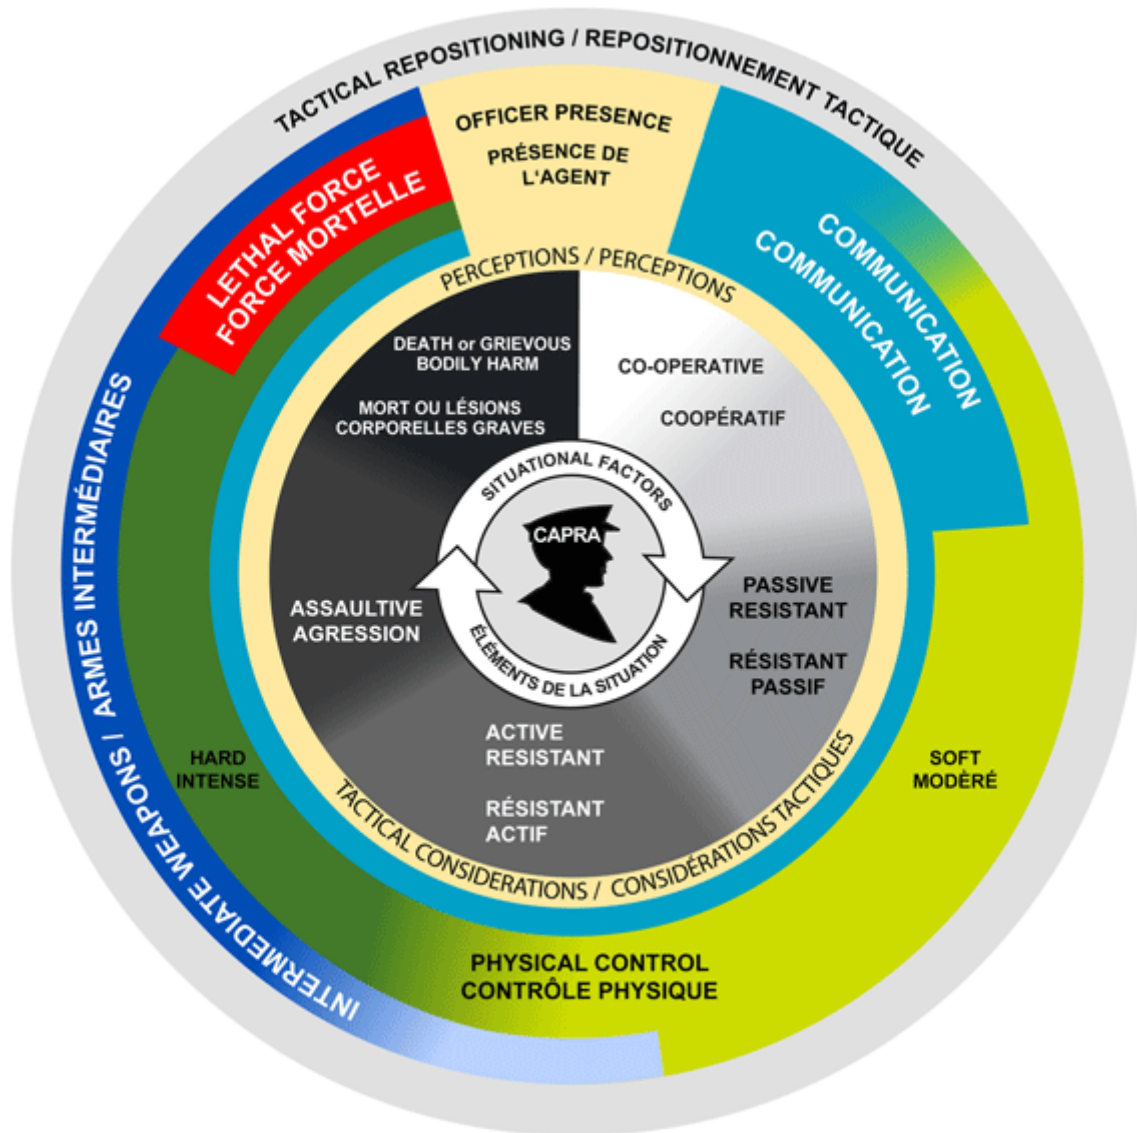 TACTICAL REPOSITIONING / REPOSITIONNEMENT TACTIQUE
OFFICER PRESENCE
PRÉSENCE DE
L'AGENT
LETHAL FORCE
FORCE MORTELLE
COMMUNICATION
COMMUNICATION
PERCEPTIONS / PERCEPTIONS
DEATH or GRIEVOUS
BODILY HARM
MORT OU LÉSIONS
CORPORELLES GRAVES
CO-OPERATIVE
COOPÉRATIF
SITUATIONAL FACTORS
CAPRA
ÉLÉMENTS DE LA SITUATION
ASSAULTIVE
AGRESSION
PASSIVE
RESISTANT
RÉSISTANT
PASSIF
ACTIVE
RESISTANT
RÉSISTANT
ACTIF
TACTICAL CONSIDERATIONS / CONSIDÉRATIONS TACTIQUES
HARD
INTENSE
SOFT
MODÈRÉ
PHYSICAL CONTROL
CONTRÔLE PHYSIQUE
INTERMEDIATE WEAPONS / ARMES INTERMÉDIAIRES